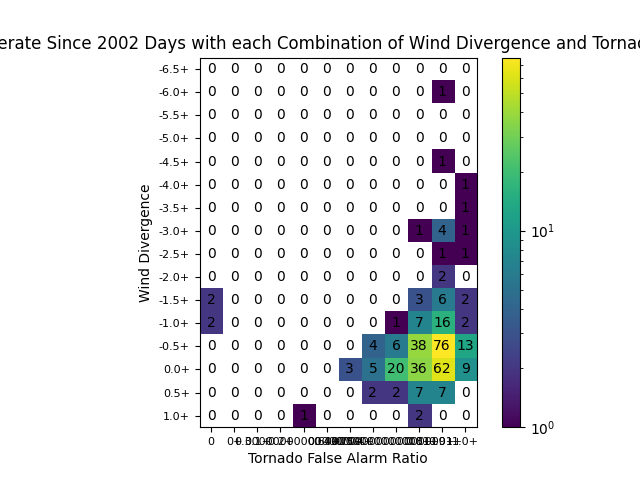 erate Since 2002 Days with each Combination of Wind Divergence and Torna
-6.5+ 0 0 0 0 0 0 0 0 0 0 0 0
-6.0+ 0 0 0 0 0 0 0 0 0 0 1 0
-5.5+ 0 0 0 0 0 0 0 0 0 0 0 0
-5.0+ 0 0 0 0 0 0 0 0 0 0 0 0
-4.5+ 0 0 0 0 0 0 0 0 0 0 1 0
-4.0+ 0 0 0 0 0 0 0 0 0 0 0 1
-3.5+ 0 0 0 0 0 0 0 0 0 0 0 1
-3.0+ 0 0 0 0 0 0 0 0 0 1 4 1
-2.5+ 0 0 0 0 0 0 0 0 0 0 1 1
-2.0+ 0 0 0 0 0 0 0 0 0 0 2 0
-1.5+ 2 0 0 0 0 0 0 0 0 3 6 2
-1.0+ 2 0 0 0 0 0 0 0 1 7 16 2
-0.5+ 0 0 0 0 0 0 0 4 6 38 76 13
0.0+ 0 0 0 0 0 0 3 5 20 36 62 9
0.5+ 0 0 0 0 0 0 0 2 2 7 7 0
1.0+ 0 0 0 0 1 0 0 0 0 2 0 0
0
Tornado False Alarm Ratio
Wind Divergence
10¹
10⁰